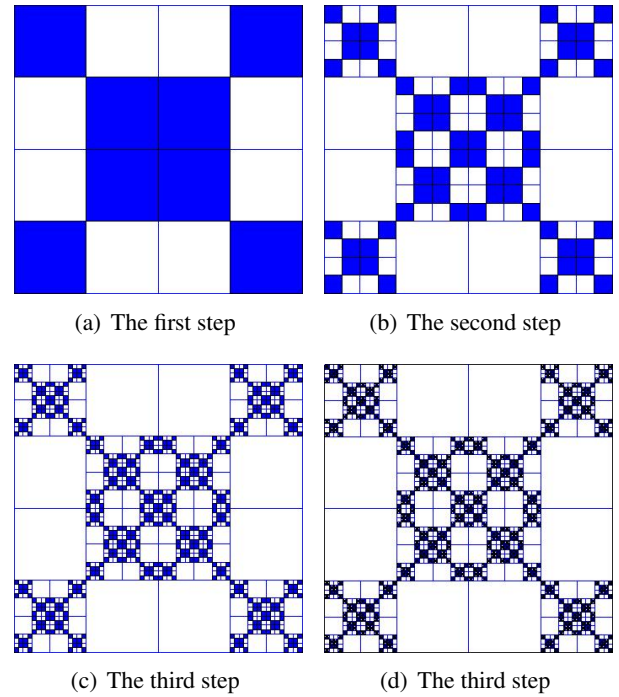 (a) The first step
(b) The second step
(c) The third step
(d) The third step